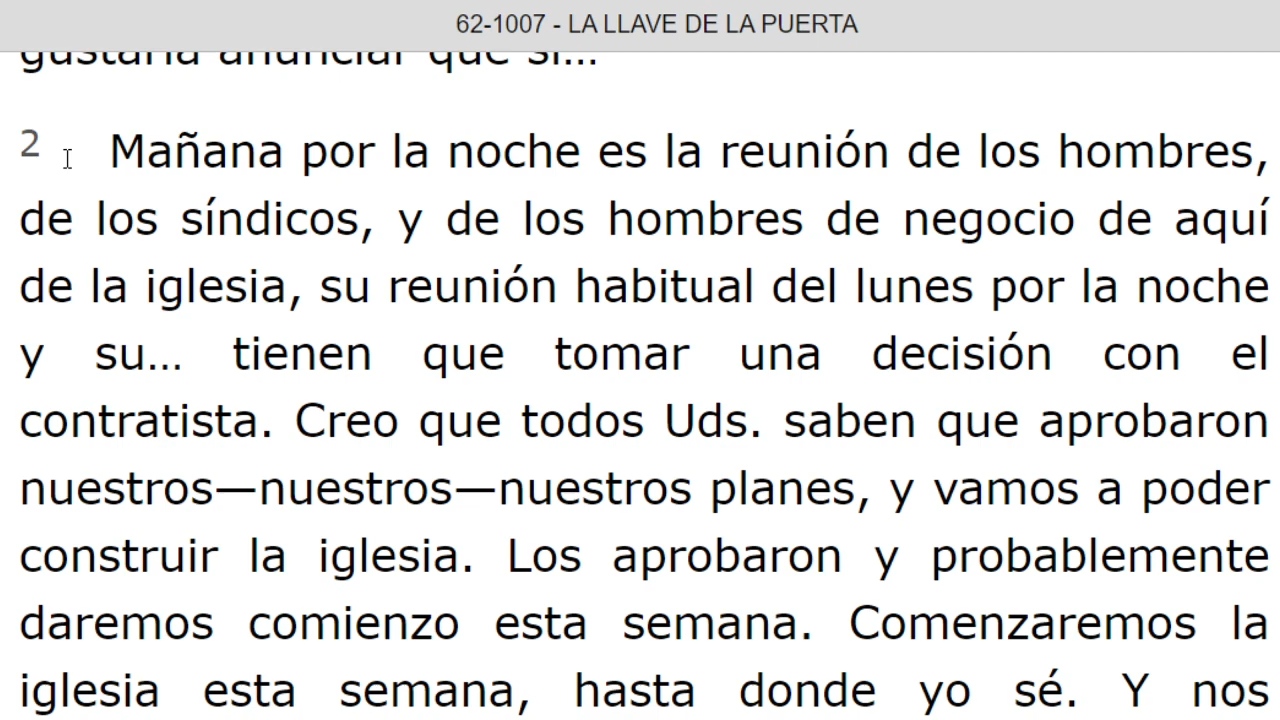 62-1007 - LA LLAVE DE LA PUERTA
gustaría anunciar que si...
2 Mañana por la noche es la reunión de los hombres,
de los síndicos, y de los hombres de negocio de aquí
de la iglesia, su reunión habitual del lunes por la noche
y su... tienen que tomar una decisión con el
contratista. Creo que todos Uds. saben que aprobaron
nuestros—nuestros—nuestros planes, y vamos a poder
construir la iglesia. Los aprobaron y probablemente
daremos comienzo esta semana. Comenzaremos la
iglesia esta semana, hasta donde yo sé. Y nos